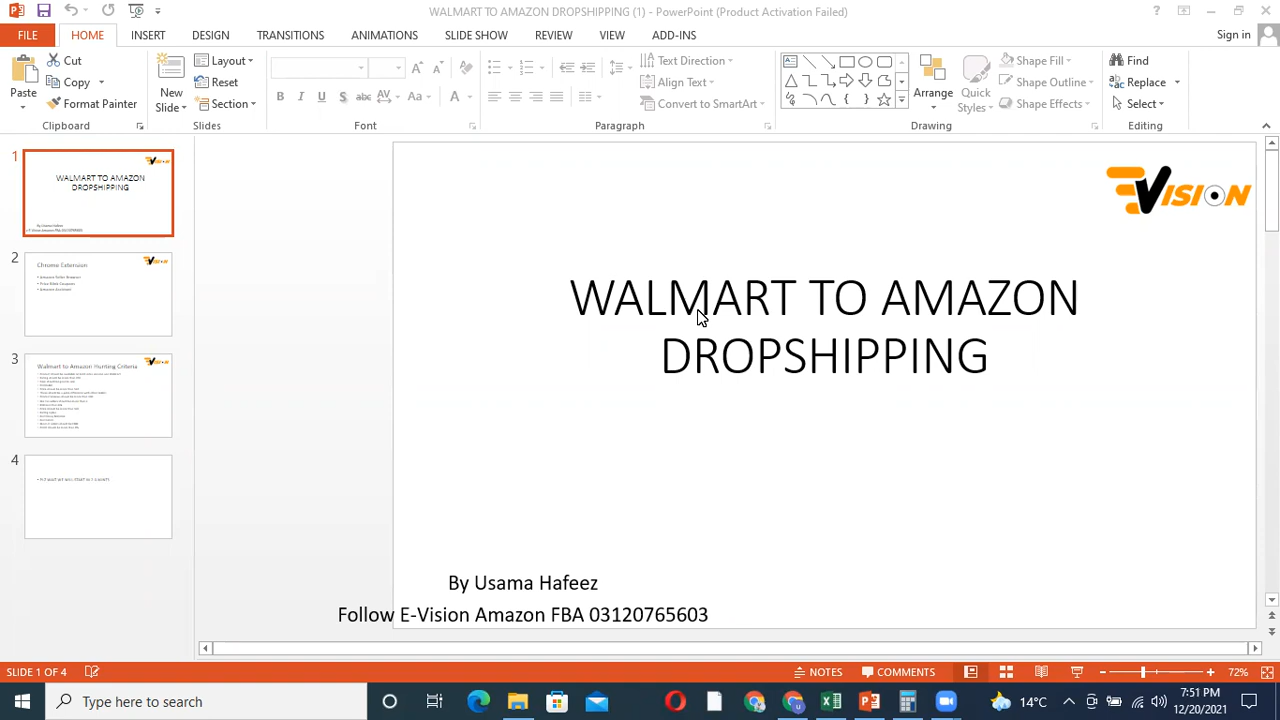 WALMART TO AMAZON DROPSHIPPING (1) - PowerPoint (Product Activation Failed)
FILE HOME INSERT DESIGN TRANSITIONS ANIMATIONS SLIDE SHOW REVIEW VIEW ADD-INS Sign in
Cut
Copy
Format Painter
Paste
Clipboard
New
Slide
Layout
Reset
Section
Slides
Font
Text Direction
Align Text
Convert to SmartArt
Paragraph
Arrange
Quick
Styles
Shape Fill
Shape Outline
Shape Effects
Drawing
Find
Replace
Select
Editing
1
WALMART TO AMAZON
DROPSHIPPING
2
Chrome Extension
3
Walmart to Amazon Hunting Criteria
4
VISION
WALMART TO AMAZON
DROPSHIPPING
By Usama Hafeez
Follow E-Vision Amazon FBA 03120765603
SLIDE 1 OF 4
NOTES
COMMENTS
72%
Type here to search
14°C
7:51 PM
12/20/2021